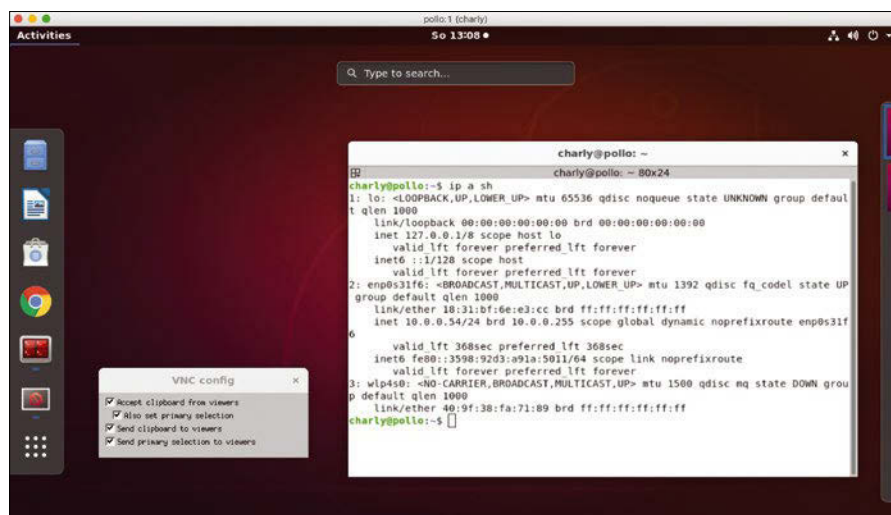 pollo:1 (charly)
Activities
So 13:08
Type to search...
charly@pollo: ~
charly@pollo: ~ 80x24
charly@pollo:~$ ip a sh
1: lo: <LOOPBACK,UP,LOWER_UP> mtu 65536 qdisc noqueue state UNKNOWN group defaul
t qlen 1000
    link/loopback 00:00:00:00:00:00 brd 00:00:00:00:00:00
    inet 127.0.0.1/8 scope host lo
       valid_lft forever preferred_lft forever
    inet6 ::1/128 scope host
       valid_lft forever preferred_lft forever
2: enp0s31f6: <BROADCAST,MULTICAST,UP,LOWER_UP> mtu 1392 qdisc fq_codel state UP
 group default qlen 1000
    link/ether 18:31:bf:6e:e3:cc brd ff:ff:ff:ff:ff:ff
    inet 10.0.0.54/24 brd 10.0.0.255 scope global dynamic noprefixroute enp0s31f
6
       valid_lft 368sec preferred_lft 368sec
    inet6 fe80::3598:92d3:a91a:5011/64 scope link noprefixroute
       valid_lft forever preferred_lft forever
3: wlp4s0: <NO-CARRIER,BROADCAST,MULTICAST,UP> mtu 1500 qdisc mq state DOWN grou
p default qlen 1000
    link/ether 40:9f:38:fa:71:89 brd ff:ff:ff:ff:ff:ff
charly@pollo:~$
VNC config
Accept clipboard from viewers
Also set primary selection
Send clipboard to viewers
Send primary selection to viewers